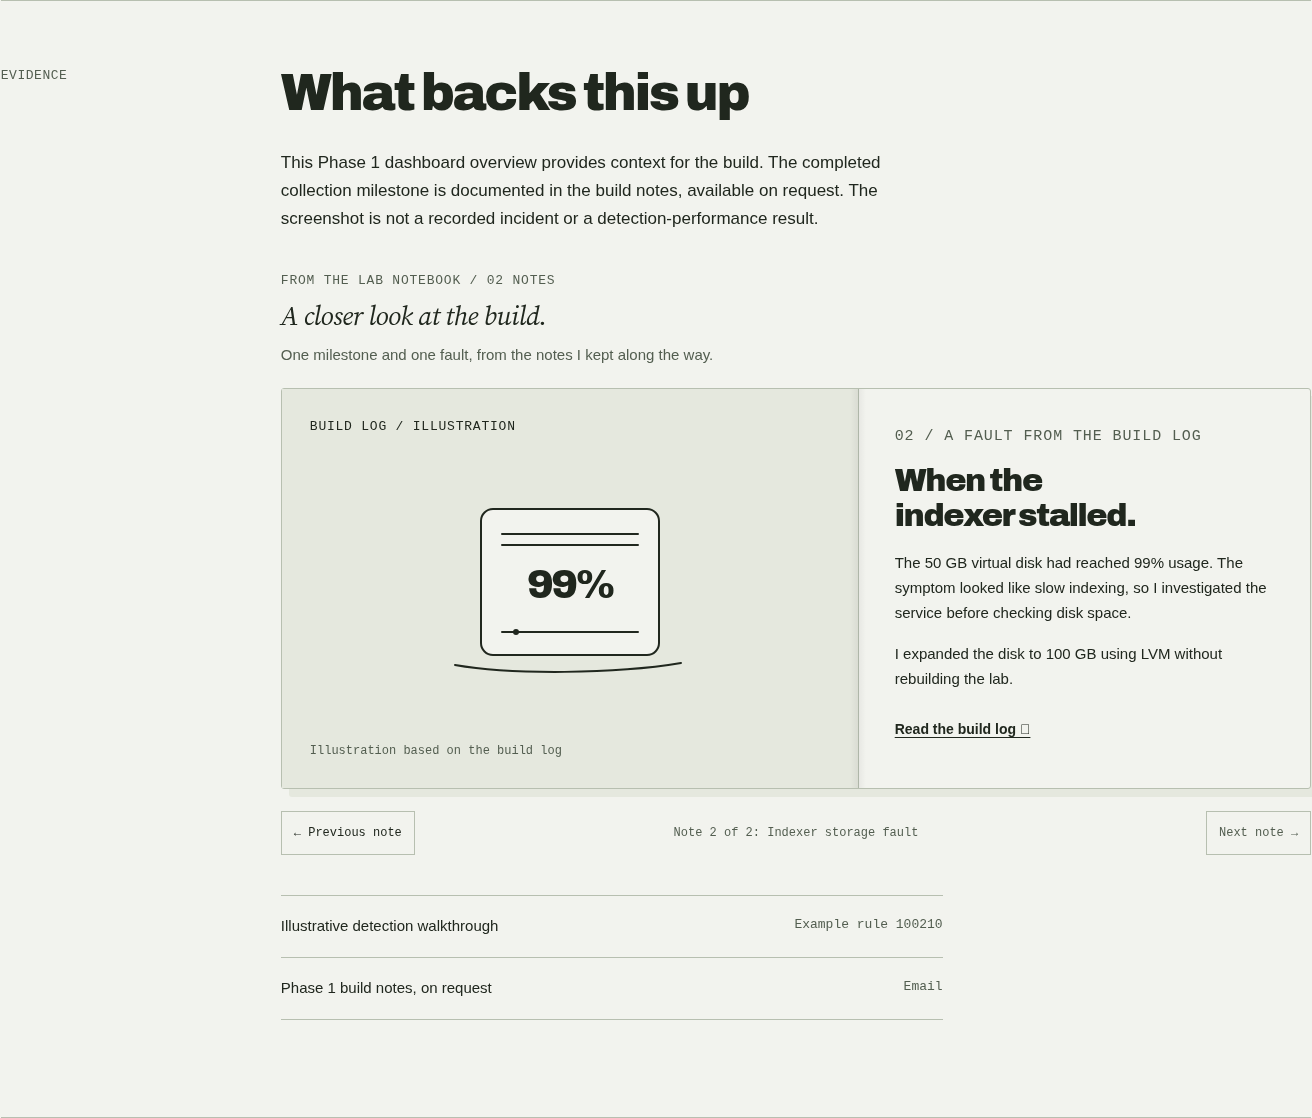 EVIDENCE
What backs this up
This Phase 1 dashboard overview provides context for the build. The completed
collection milestone is documented in the build notes, available on request. The
screenshot is not a recorded incident or a detection-performance result.
FROM THE LAB NOTEBOOK / 02 NOTES
A closer look at the build.
One milestone and one fault, from the notes I kept along the way.
BUILD LOG / ILLUSTRATION
99%
Illustration based on the build log
02 / A FAULT FROM THE BUILD LOG
When the
indexer stalled.
The 50 GB virtual disk had reached 99% usage. The
symptom looked like slow indexing, so I investigated the
service before checking disk space.
I expanded the disk to 100 GB using LVM without
rebuilding the lab.
Read the build log
← Previous note
Note 2 of 2: Indexer storage fault
Next note →
Illustrative detection walkthrough
Example rule 100210
Phase 1 build notes, on request
Email